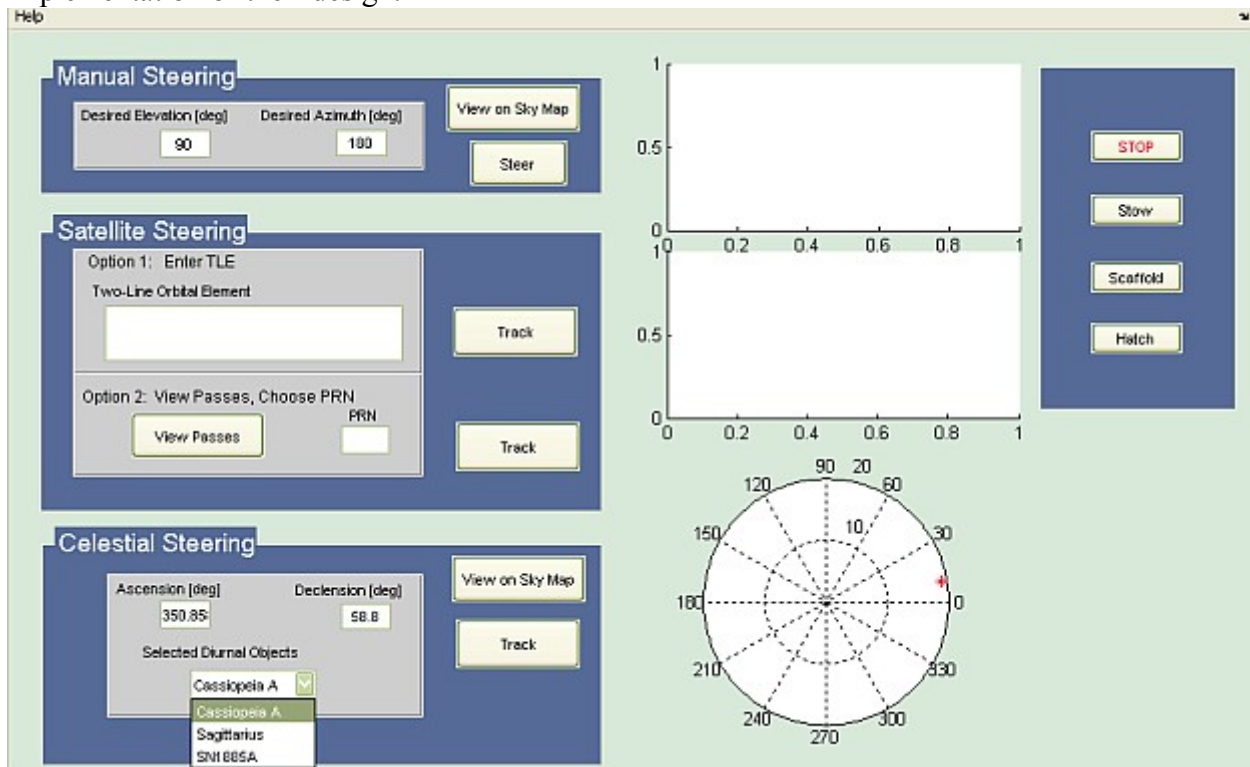 Help
Manual Steering
Desired Elevation [deg] Desired Azimuth [deg]
90 180
View on Sky Map
Steer
Satellite Steering
Option 1: Enter TLE
Two-Line Orbital Element
Track
Option 2: View Passes, Choose PRN
PRN
View Passes
Track
Celestial Steering
Ascension [deg] Declension [deg]
350.85 58.8
Selected Diurnal Objects
Cassiopeia A
Cassiopeia A
Sagittarius
SN1885A
View on Sky Map
Track
1
0.5
0
0 0.2 0.4 0.6 0.8 1
1
0.5
0
0 0.2 0.4 0.6 0.8 1
90 20
120 60
150 10 30
180 0
210 330
240 300
270
STOP
Stow
Scaffold
Hatch